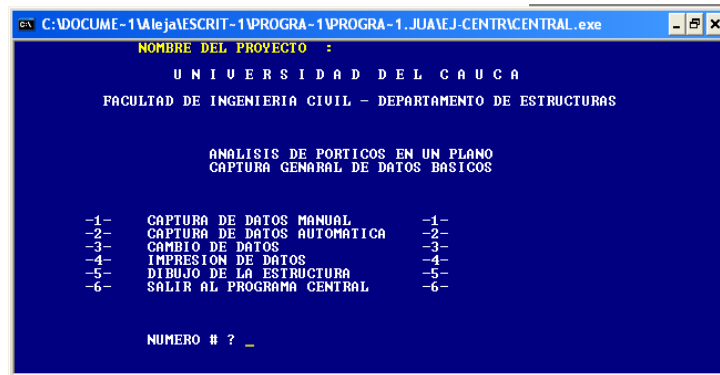 C:\DOCUME~1\Aleja\ESCRIT~1\PROGRA~1\PROGRA~1.JUA\EJ-CENTR\CENTRAL.exe
NOMBRE DEL PROYECTO :
U N I V E R S I D A D D E L C A U C A
FACULTAD DE INGENIERIA CIVIL - DEPARTAMENTO DE ESTRUCTURAS
ANALISIS DE PORTICOS EN UN PLANO
CAPTURA GENARAL DE DATOS BASICOS
-1- CAPTURA DE DATOS MANUAL -1-
-2- CAPTURA DE DATOS AUTOMATICA -2-
-3- CAMBIO DE DATOS -3-
-4- IMPRESION DE DATOS -4-
-5- DIBUJO DE LA ESTRUCTURA -5-
-6- SALIR AL PROGRAMA CENTRAL -6-
NUMERO # ? _